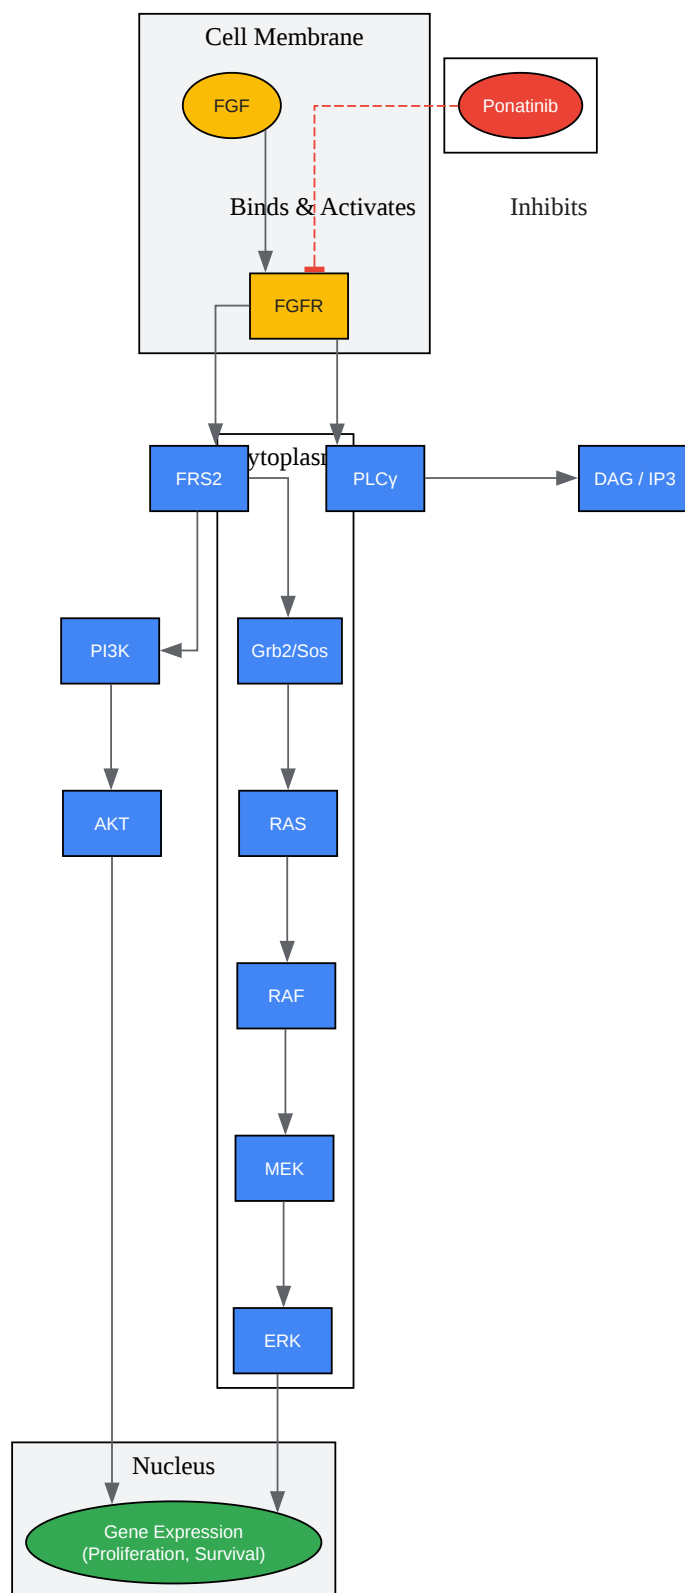 Cell Membrane
FGF
Ponatinib
Binds & Activates
Inhibits
FGFR
ytoplasm
FRS2
PLCγ
DAG / IP3
PI3K
Grb2/Sos
AKT
RAS
RAF
MEK
ERK
Nucleus
Gene Expression
(Proliferation, Survival)